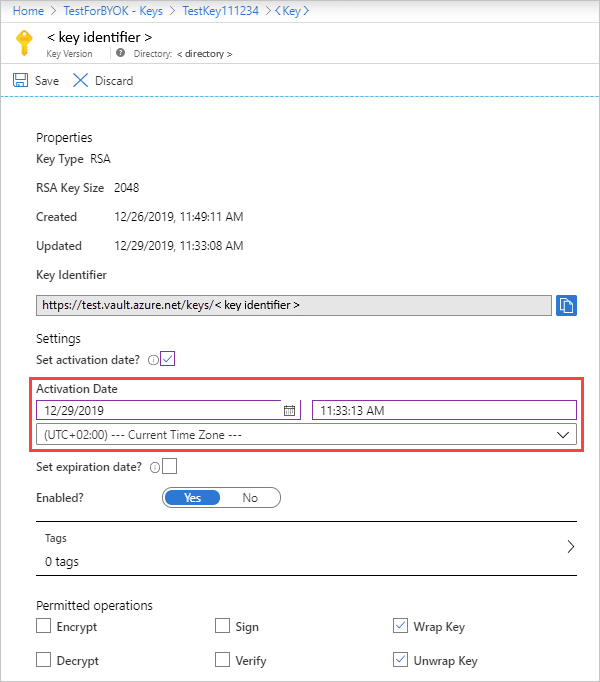 Home > TestForBYOK - Keys > TestKey111234 > <Key>
< key identifier >
Key Version Directory: < directory >
Save Discard
Properties
Key Type RSA
RSA Key Size 2048
Created 12/26/2019, 11:49:11 AM
Updated 12/29/2019, 11:33:08 AM
Key Identifier
https://test.vault.azure.net/keys/< key identifier >
Settings
Set activation date?
Activation Date
12/29/2019 11:33:13 AM
(UTC+02:00) --- Current Time Zone ---
Set expiration date?
Enabled? Yes No
Tags
0 tags
Permitted operations
Encrypt Sign Wrap Key
Decrypt Verify Unwrap Key